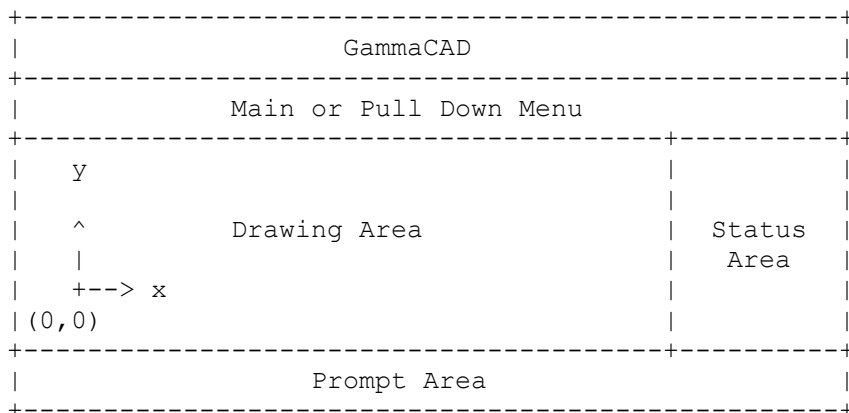 GammaCAD
Main or Pull Down Menu
y
Drawing Area
Status
Area
x
(0,0)
Prompt Area